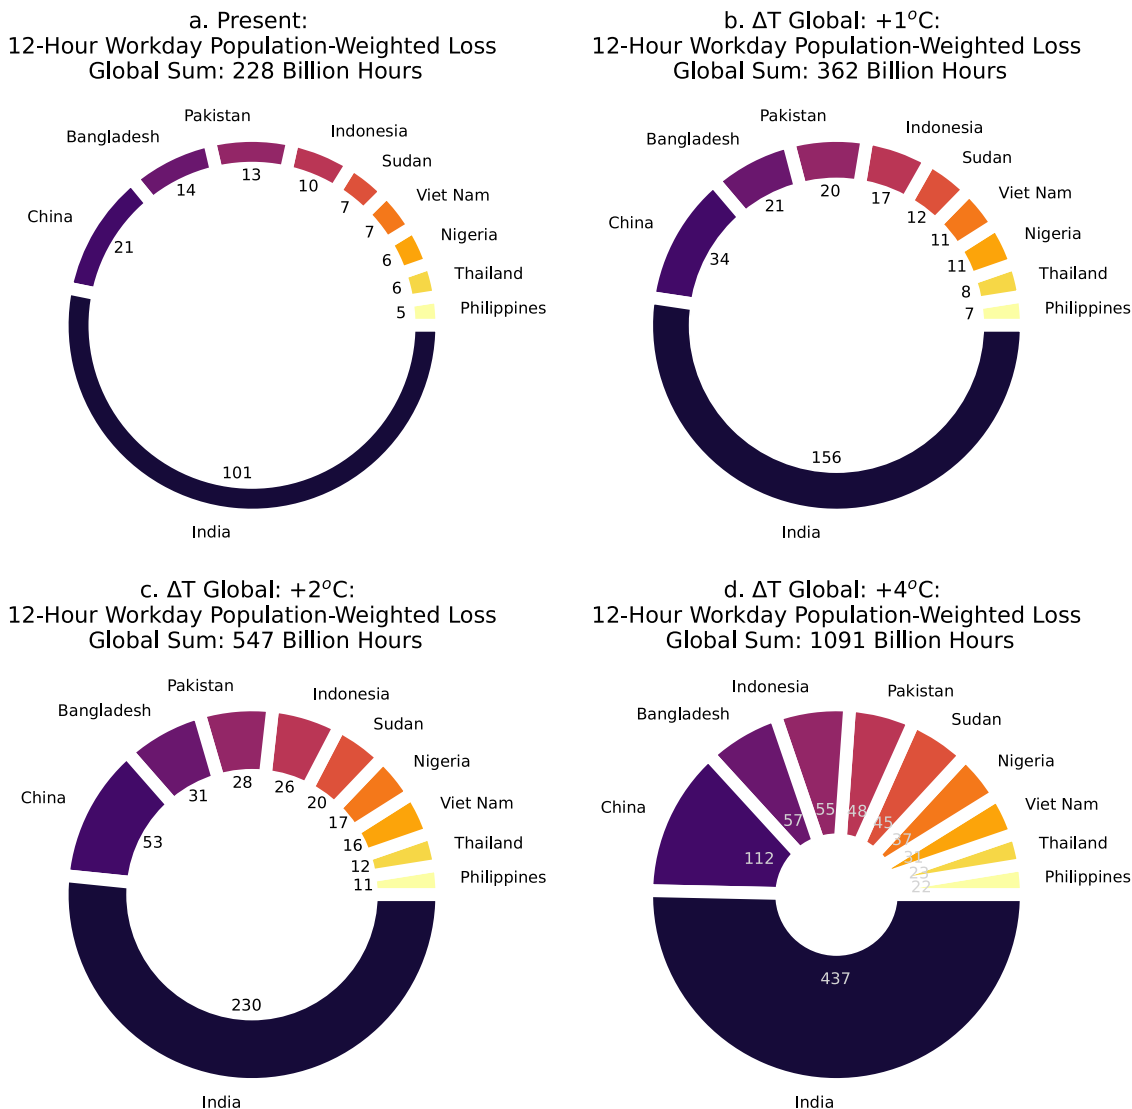 a. Present:
12-Hour Workday Population-Weighted Loss
Global Sum: 228 Billion Hours
Pakistan
Bangladesh
Indonesia
Sudan
China
Viet Nam
Nigeria
Thailand
Philippines
India
13
14
10
7
21
7
6
6
5
101
b. ΔT Global: +1°C:
12-Hour Workday Population-Weighted Loss
Global Sum: 362 Billion Hours
Pakistan
Bangladesh
Indonesia
Sudan
China
Viet Nam
Nigeria
Thailand
Philippines
India
20
21
17
12
34
11
11
8
7
156
c. ΔT Global: +2°C:
12-Hour Workday Population-Weighted Loss
Global Sum: 547 Billion Hours
Pakistan
Bangladesh
Indonesia
Sudan
China
Nigeria
Viet Nam
Thailand
Philippines
India
28
31
26
20
53
17
16
12
11
230
d. ΔT Global: +4°C:
12-Hour Workday Population-Weighted Loss
Global Sum: 1091 Billion Hours
Indonesia
Bangladesh
Pakistan
Sudan
China
Nigeria
Viet Nam
Thailand
Philippines
India
55
57
48
45
112
37
31
23
22
437